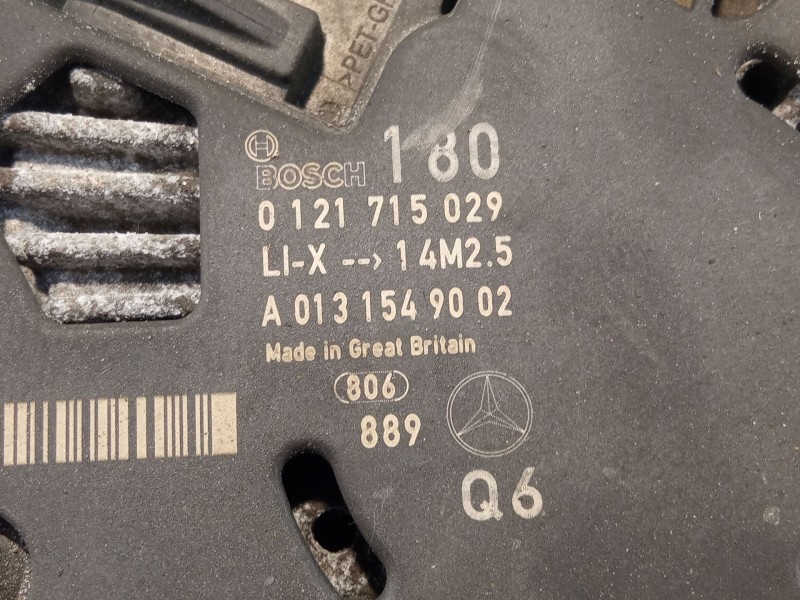 >PET-G
BOSCH 180
0 121 715 029
LI-X --> 14M2.5
A 013 154 90 02
Made in Great Britain
806
889
Q6